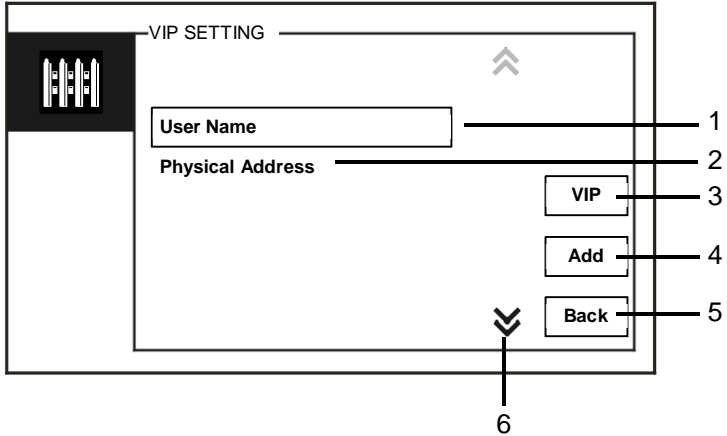 VIP SETTING
User Name
1
Physical Address
2
VIP
3
Add
4
Back
5
6